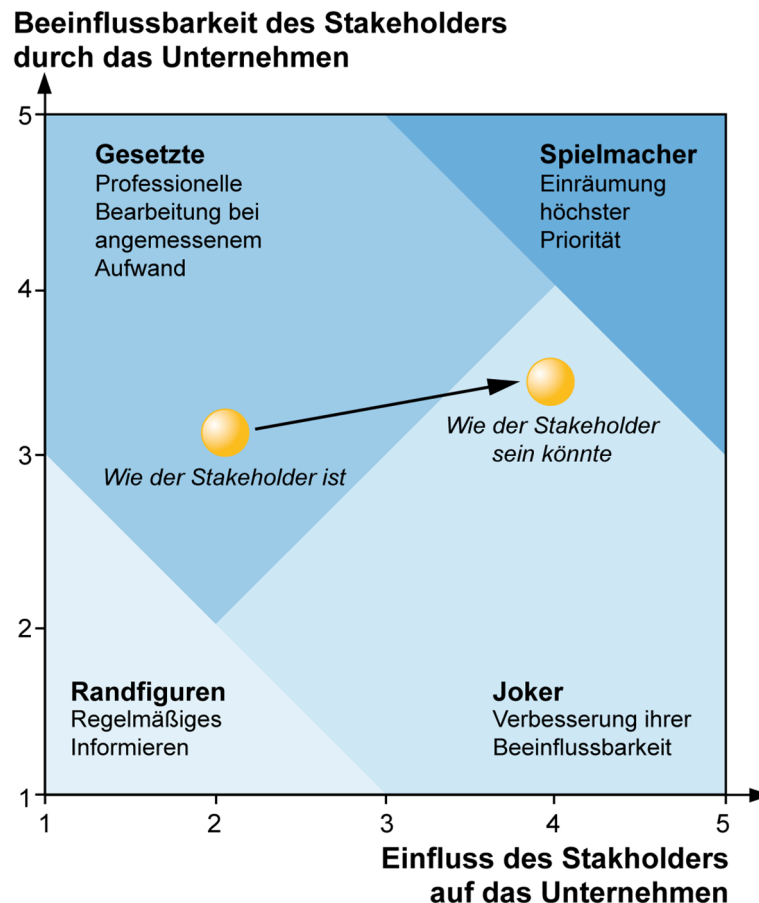 Beeinflussbarkeit des Stakeholders
durch das Unternehmen
5
Gesetzte
Professionelle
Bearbeitung bei
angemessenem
Aufwand
Spielmacher
Einräumung
höchster
Priorität
4
Wie der Stakeholder
sein könnte
3
Wie der Stakeholder ist
2
Randfiguren
Regelmäßiges
Informieren
Joker
Verbesserung ihrer
Beeinflussbarkeit
1
1 2 3 4 5
Einfluss des Stakholders
auf das Unternehmen